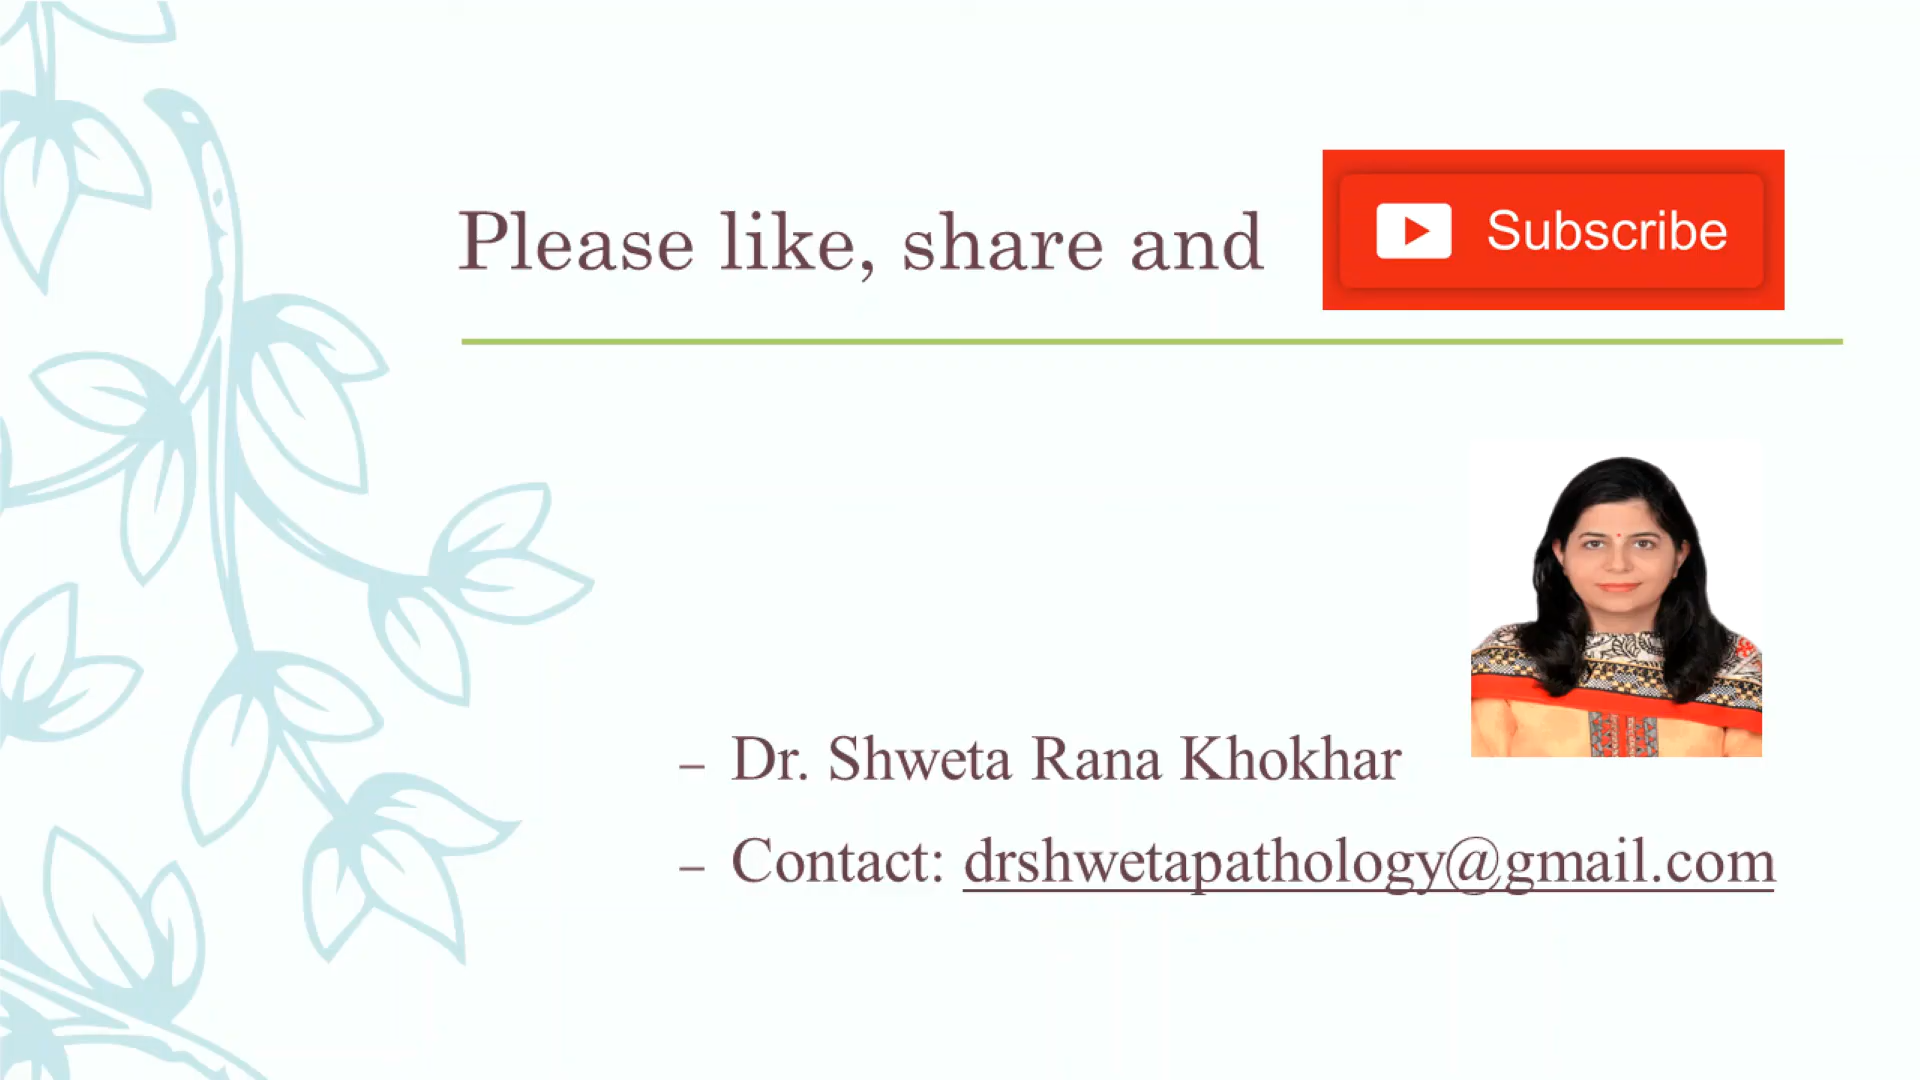 Please like, share and
Subscribe
– Dr. Shweta Rana Khokhar
– Contact: drshwetapathology@gmail.com